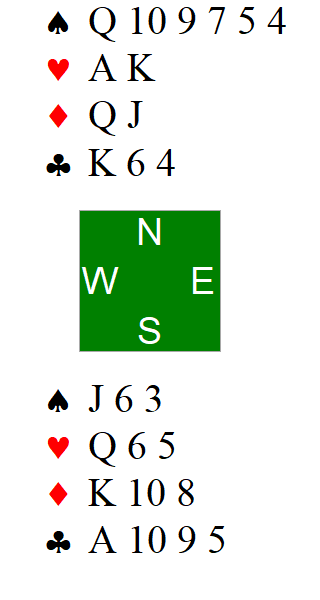 ♠ Q 10 9 7 5 4
♥ A K
♦ Q J
♣ K 6 4
N
W E
S
♠ J 6 3
♥ Q 6 5
♦ K 10 8
♣ A 10 9 5